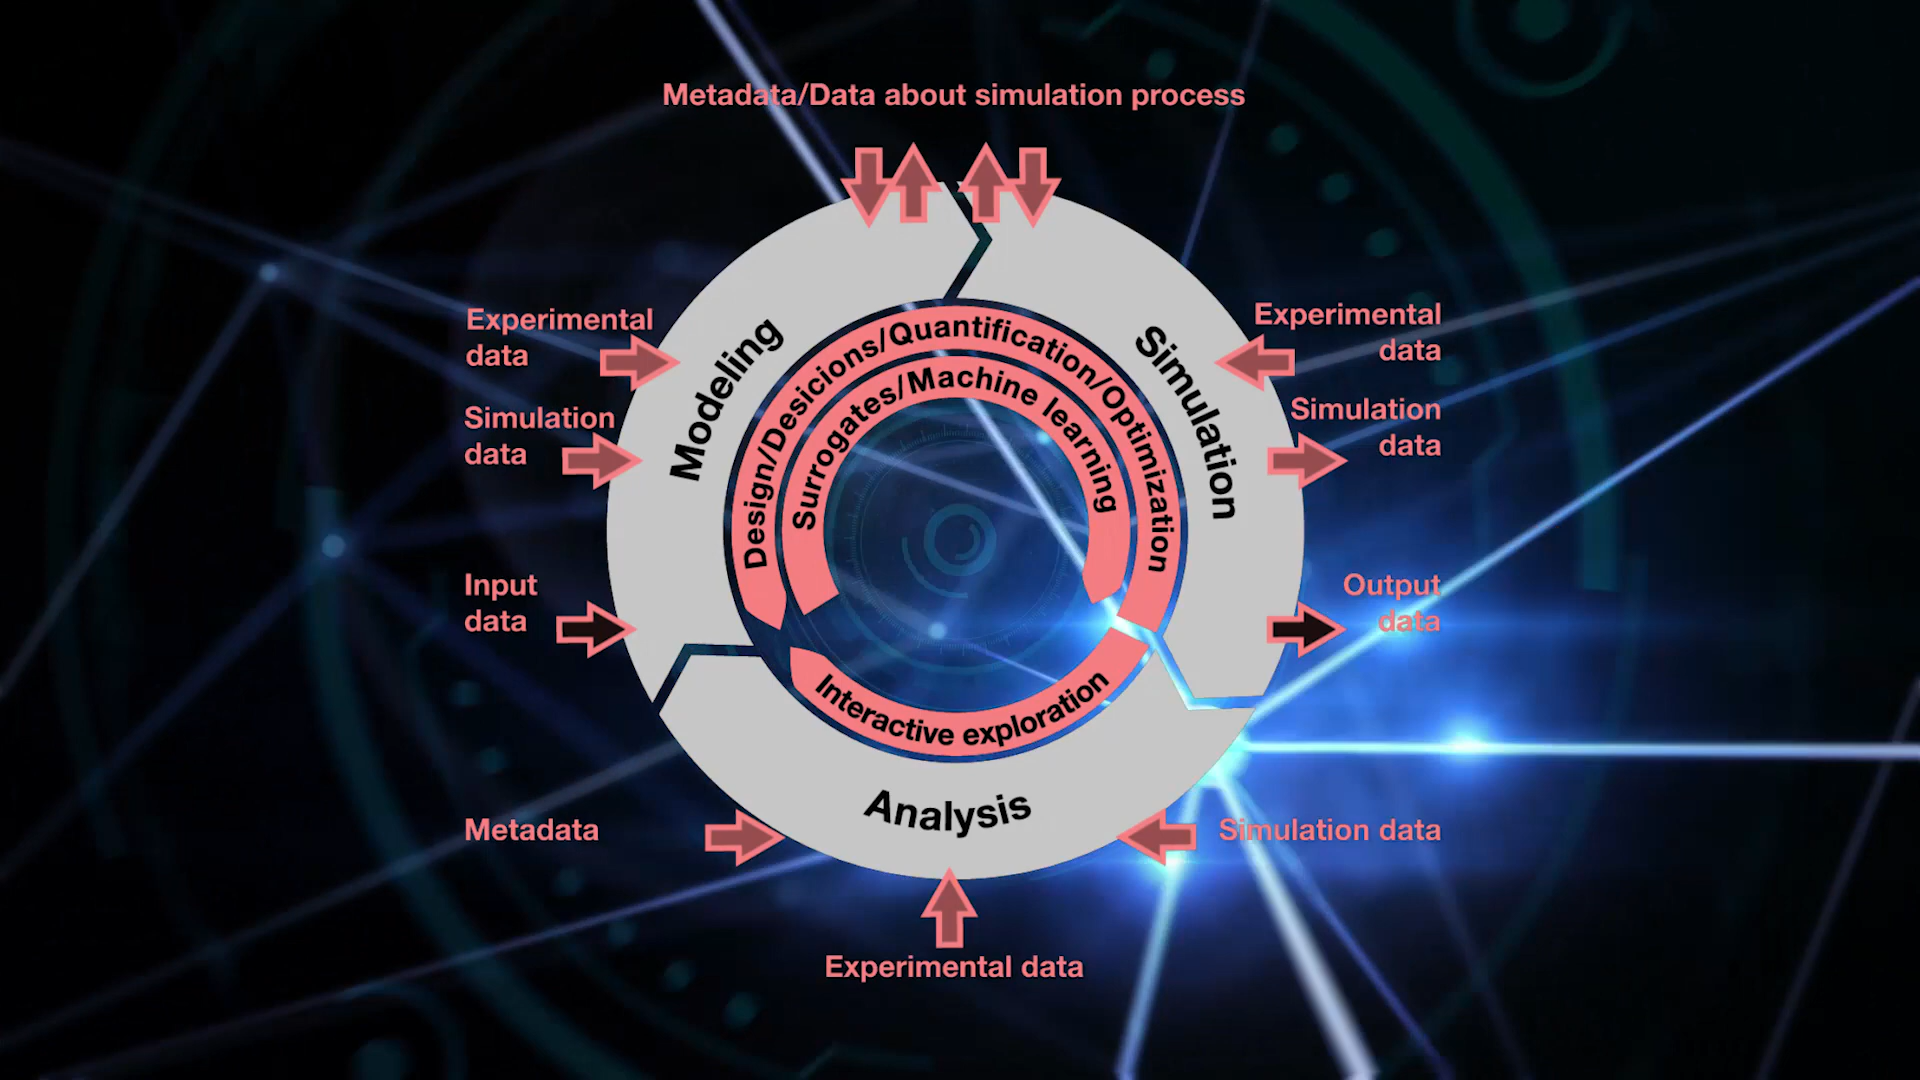 Metadata/Data about simulation process
Experimental
data
Simulation
data
Input
data
Metadata
Modeling
Design/Desicions/Quantification/Optimization
Surrogates/Machine learning
Interactive exploration
Simulation
Analysis
Experimental
data
Simulation
data
Output
data
Simulation data
Experimental data